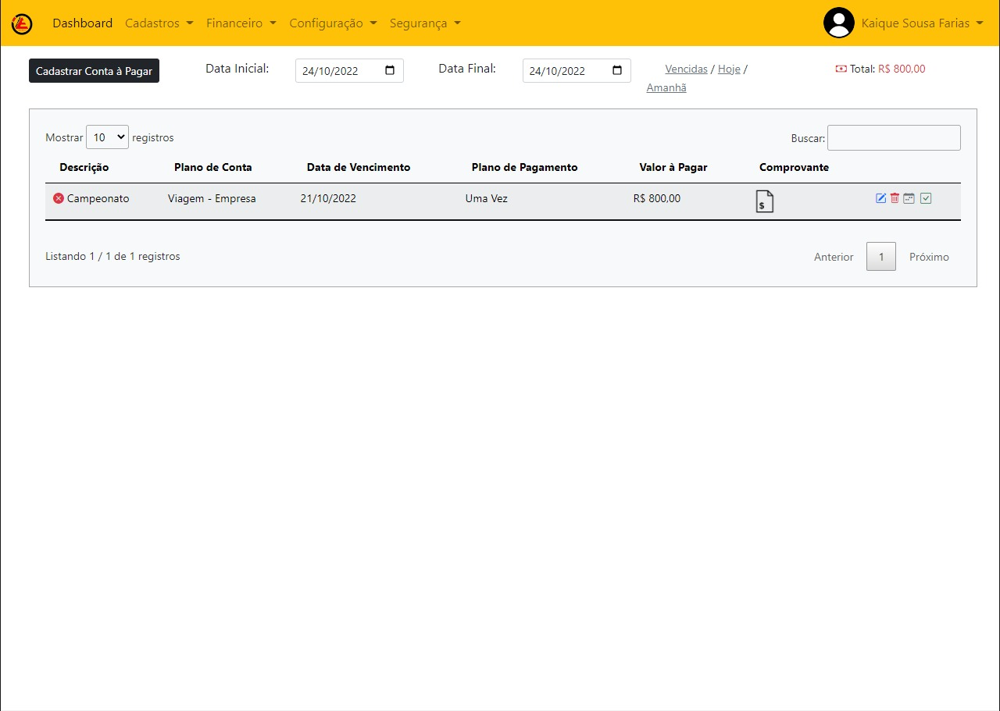 Dashboard Cadastros Financeiro Configuração Segurança Kaique Sousa Farias
Cadastrar Conta à Pagar Data Inicial: 24/10/2022 Data Final: 24/10/2022 Vencidas / Hoje / Total: R$ 800,00
Amanhã
Mostrar 10 registros Buscar:
Descrição Plano de Conta Data de Vencimento Plano de Pagamento Valor à Pagar Comprovante
Campeonato Viagem - Empresa 21/10/2022 Uma Vez R$ 800,00 $
Listando 1 / 1 de 1 registros Anterior 1 Próximo